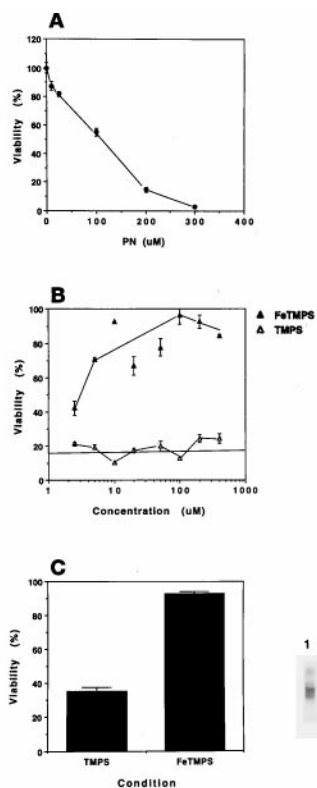 A
120
100
80
60
40
20
0
Viability (%)
0 100 200 300 400
PN (uM)
B
100
80
60
40
20
0
Viability (%)
1 10 100 1000
Concentration (uM)
FeTMPS
TMPS
C
100
80
60
40
20
0
Viability (%)
TMPS FeTMPS
Condition
1